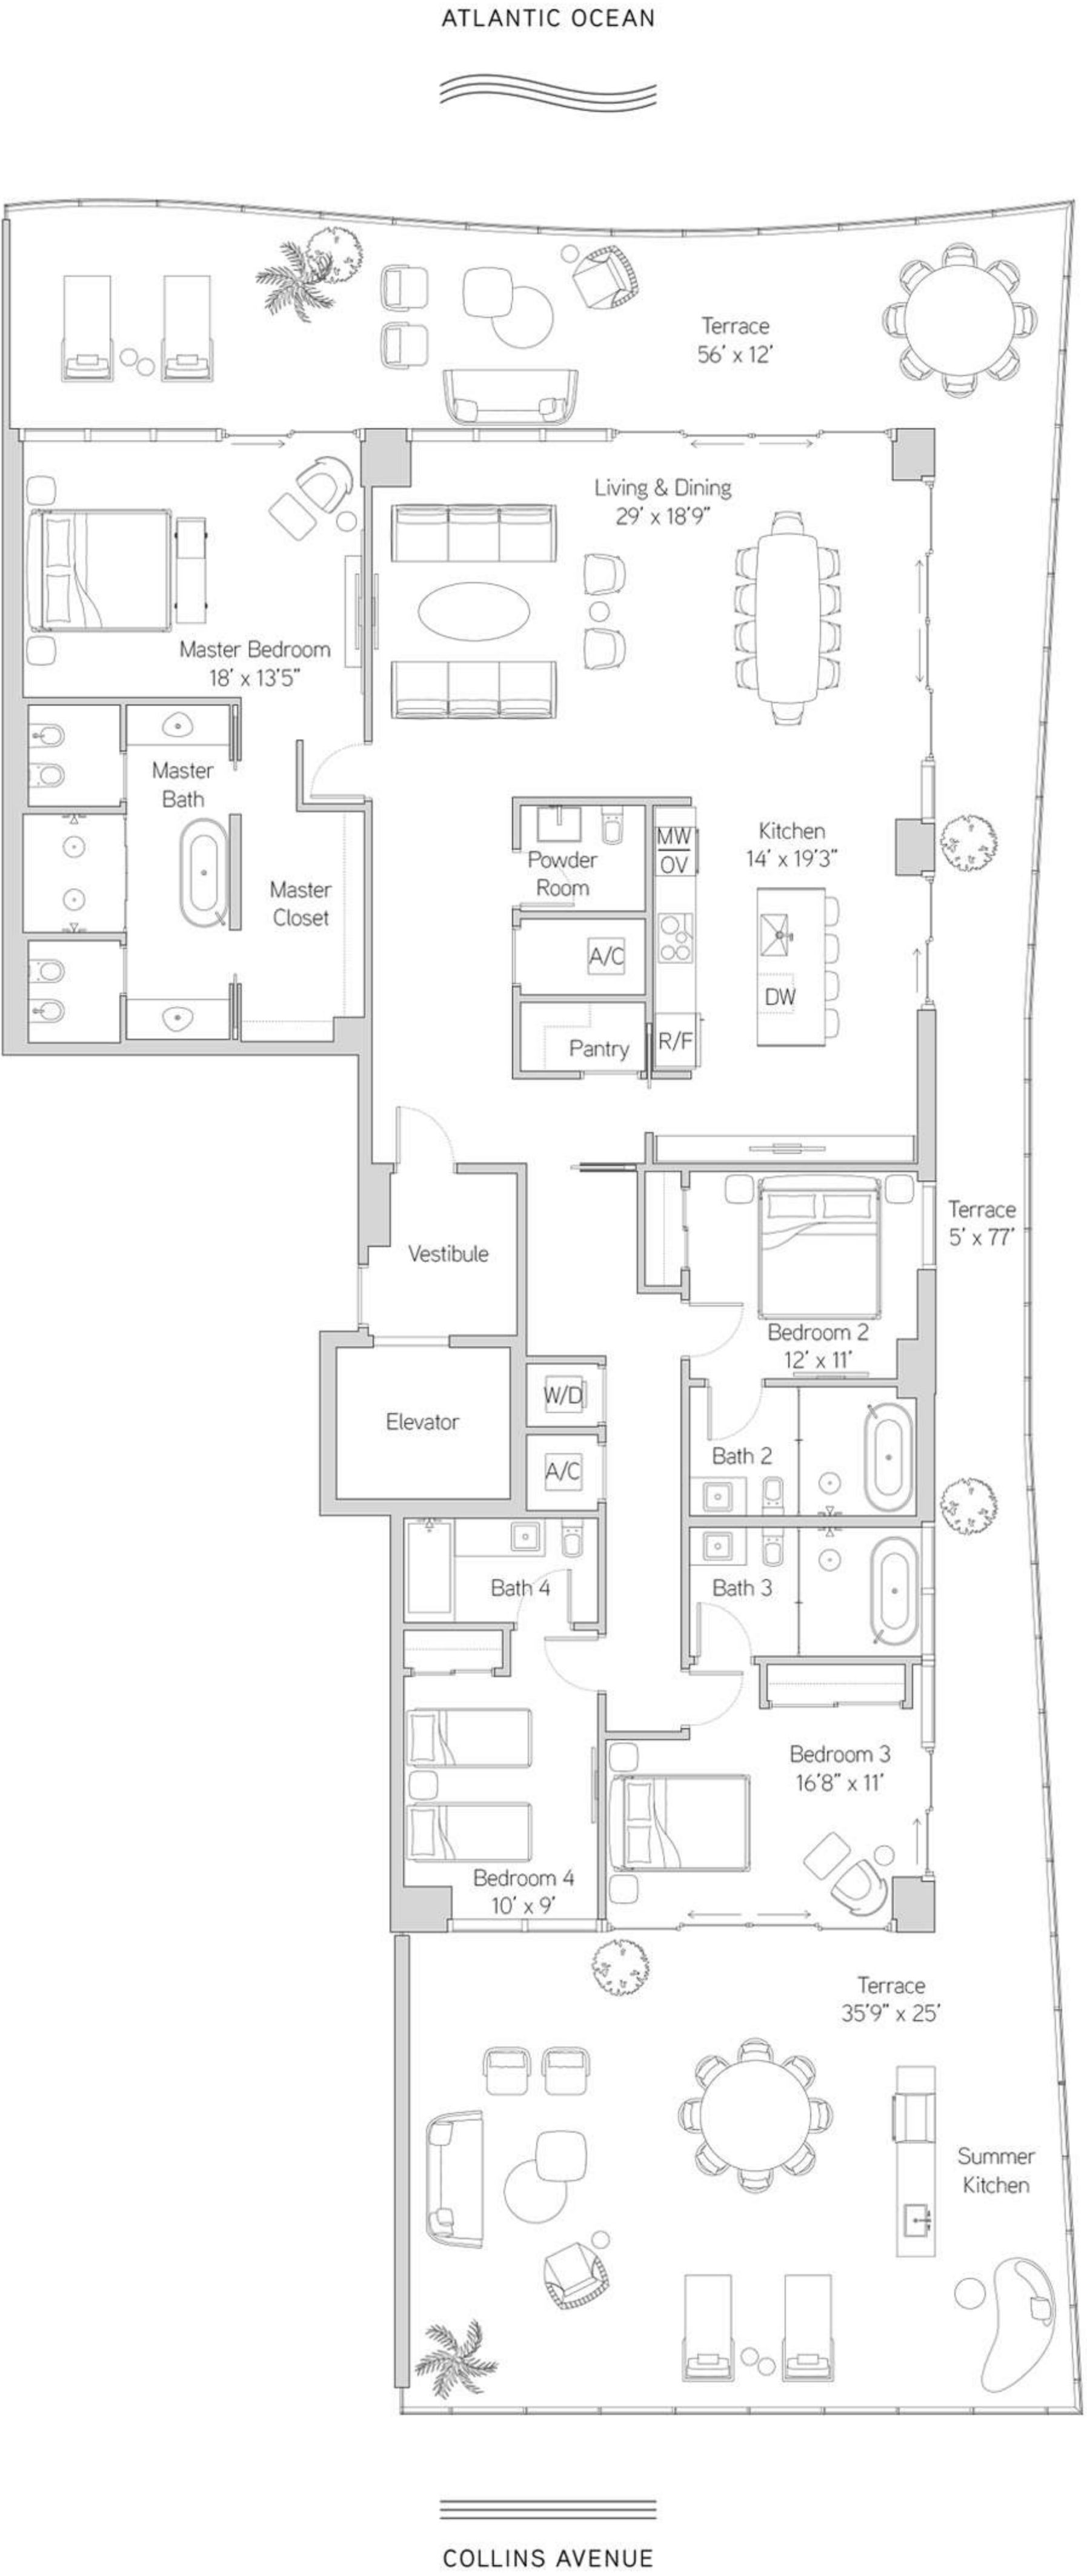 ATLANTIC OCEAN
Terrace
56' x 12'
Living & Dining
29' x 18'9"
Master Bedroom
18' x 13'5"
Master
Bath
Master
Closet
Powder
Room
MW
OV
Kitchen
14' x 19'3"
A/C
DW
Pantry
R/F
Vestibule
Terrace
5' x 77'
Bedroom 2
12' x 11'
Elevator
W/D
A/C
Bath 2
Bath 4
Bath 3
Bedroom 3
16'8" x 11'
Bedroom 4
10' x 9'
Terrace
35'9" x 25'
Summer
Kitchen
COLLINS AVENUE